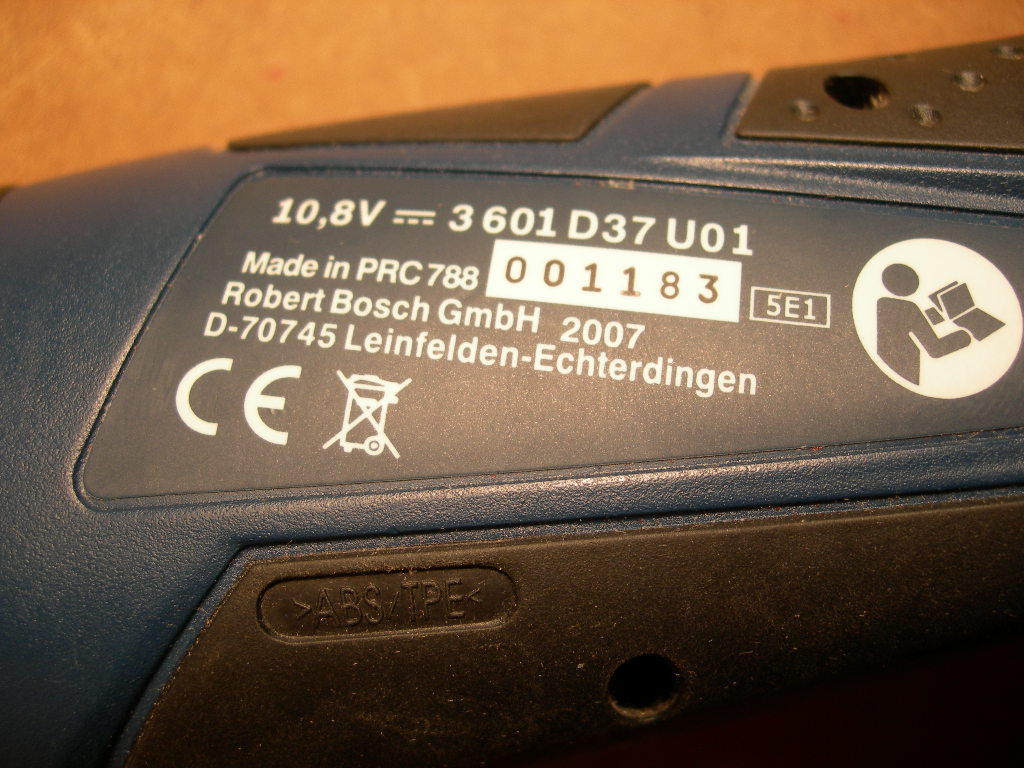 10,8V ⎓ 3 601 D37 U01
Made in PRC 788 001183 5E1
Robert Bosch GmbH 2007
D-70745 Leinfelden-Echterdingen
CE
>ABS/TPE<